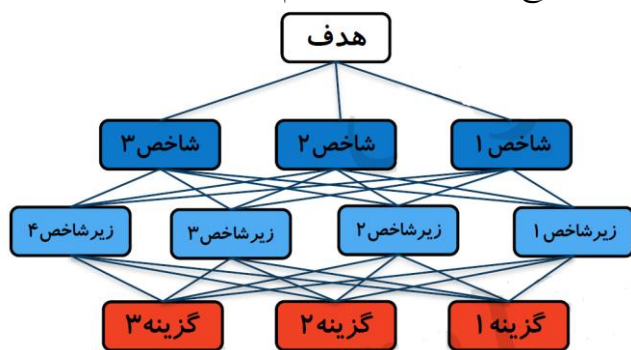 هدف
شاخص۱ شاخص۲ شاخص۳
زیرشاخص۱ زیرشاخص۲ زیرشاخص۳ زیرشاخص۴
گزینه۱ گزینه۲ گزینه۳